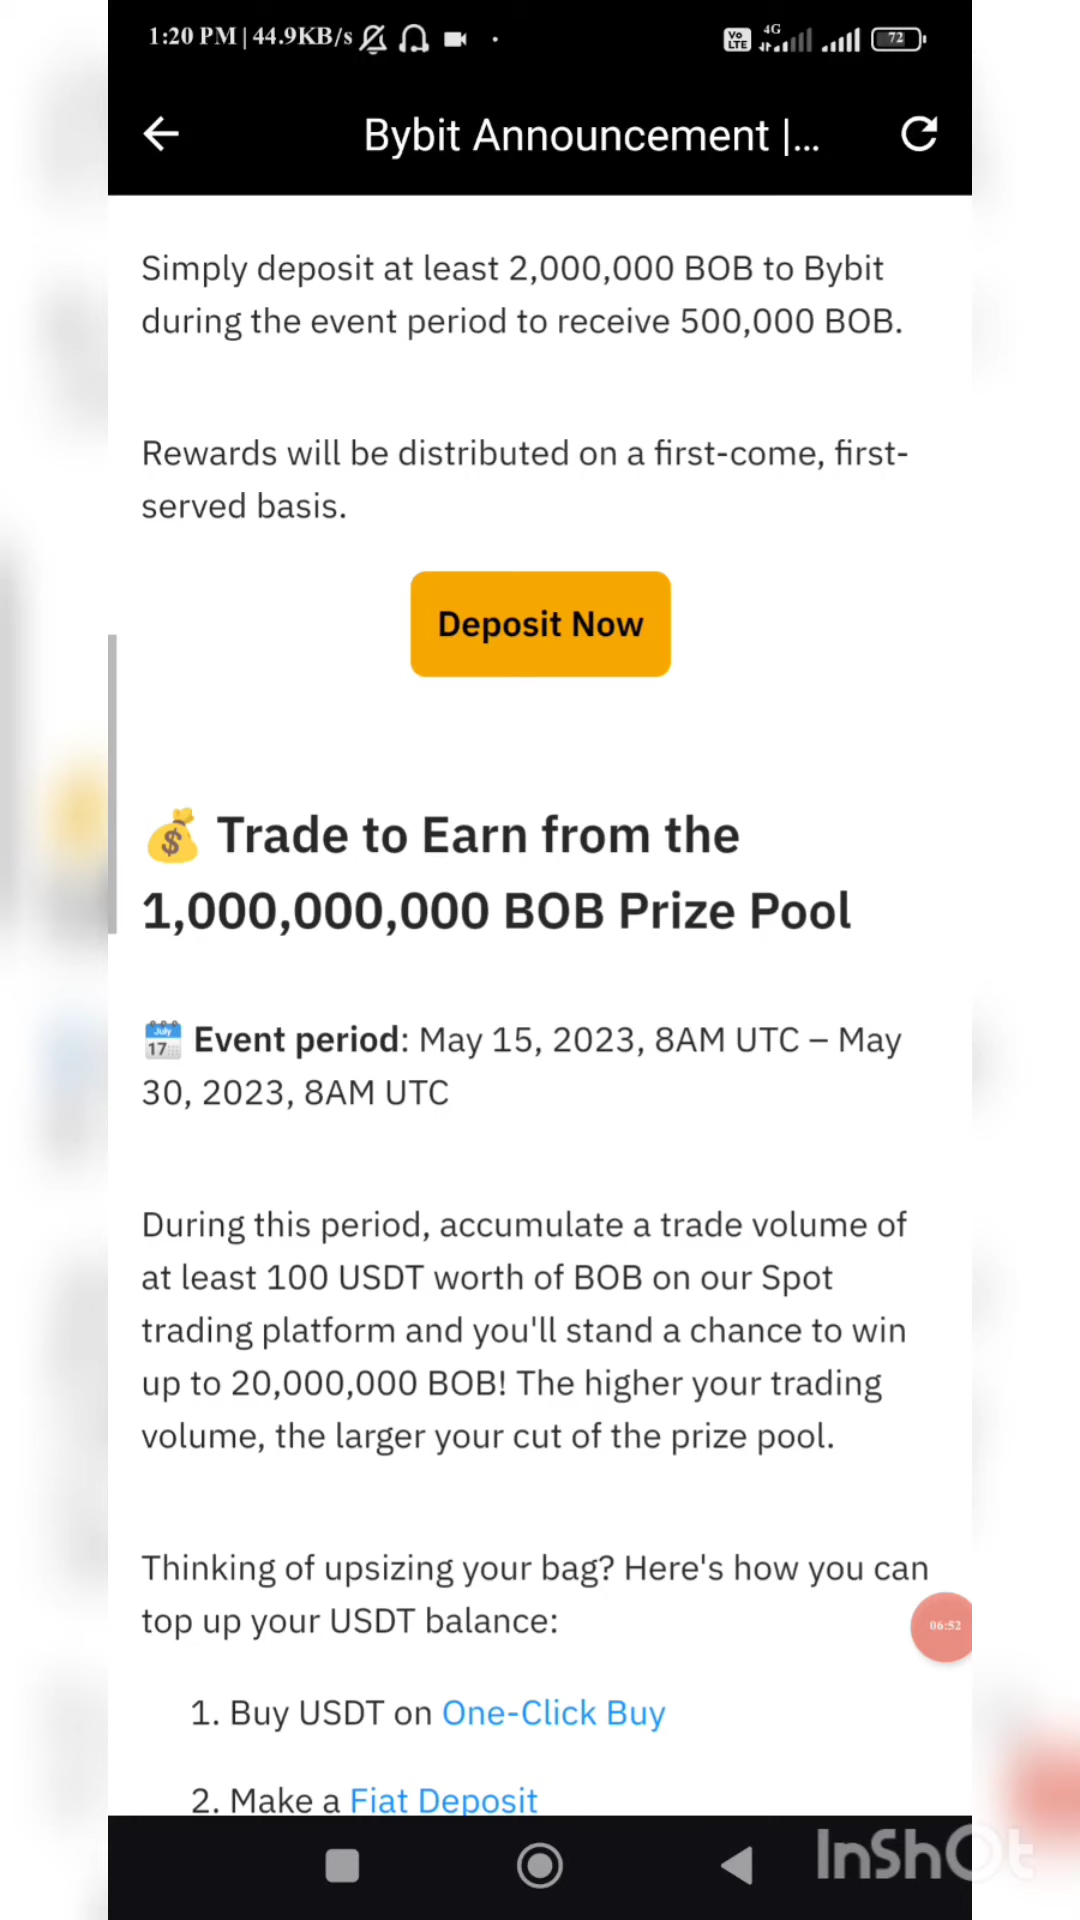 1:20 PM | 44.9KB/s
Vo LTE 4G 72
Bybit Announcement |...
Simply deposit at least 2,000,000 BOB to Bybit
during the event period to receive 500,000 BOB.
Rewards will be distributed on a first-come, first-
served basis.
Deposit Now
💰 Trade to Earn from the
1,000,000,000 BOB Prize Pool
📅 Event period: May 15, 2023, 8AM UTC – May
30, 2023, 8AM UTC
During this period, accumulate a trade volume of
at least 100 USDT worth of BOB on our Spot
trading platform and you'll stand a chance to win
up to 20,000,000 BOB! The higher your trading
volume, the larger your cut of the prize pool.
Thinking of upsizing your bag? Here's how you can
top up your USDT balance:
06:52
1. Buy USDT on One-Click Buy
2. Make a Fiat Deposit
InShOt